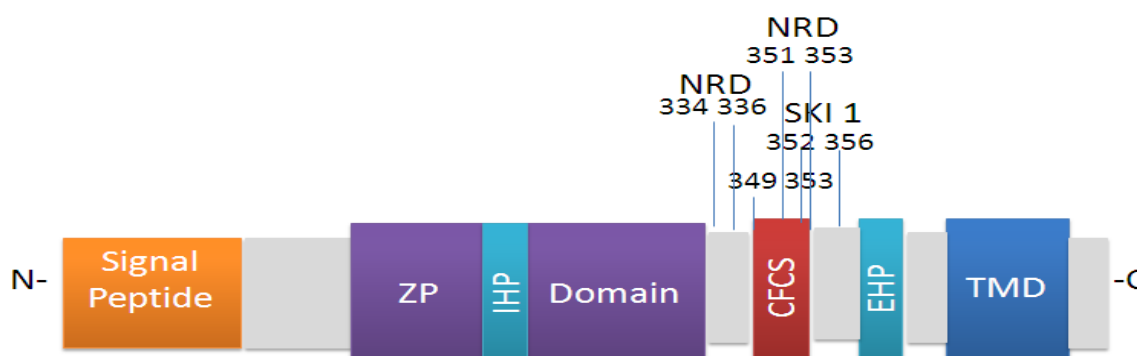 NRD
351 353
NRD
334 336
SKI 1
352 356
349 353
N-
Signal
Peptide
ZP
IHP
Domain
CFCS
EHP
TMD
-C